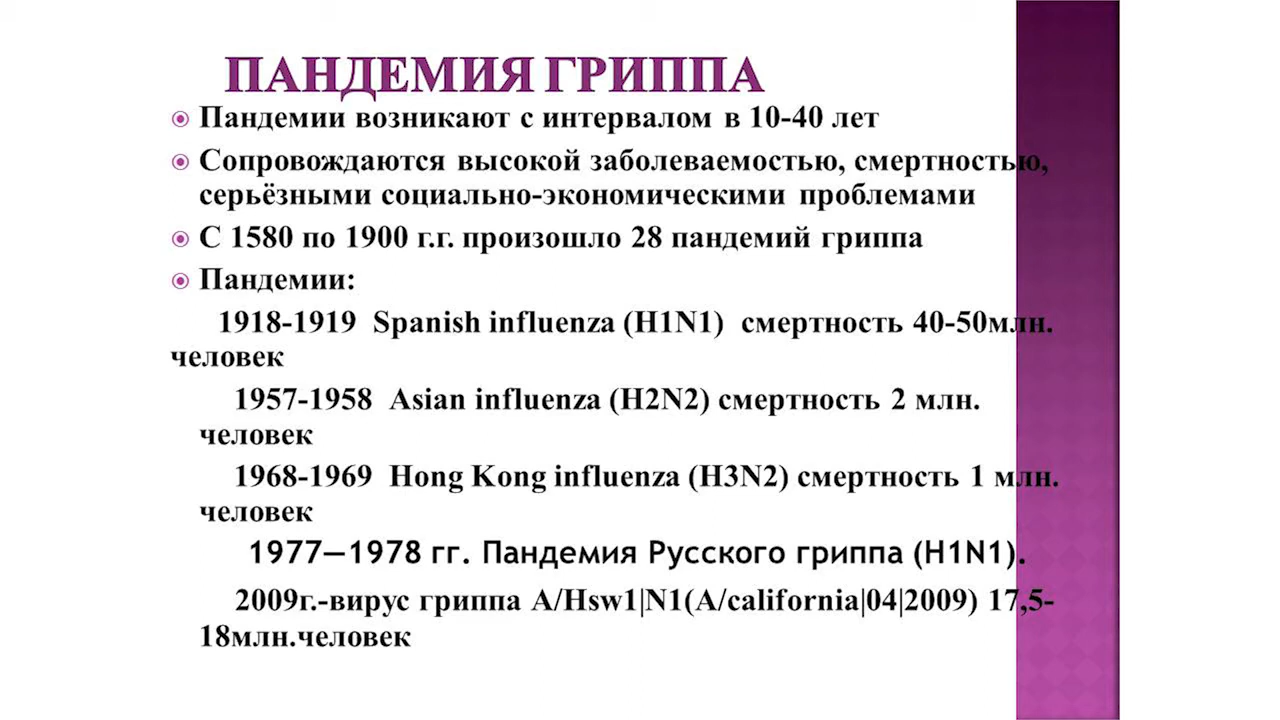 ПАНДЕМИЯ ГРИППА
Пандемии возникают с интервалом в 10-40 лет
Сопровождаются высокой заболеваемостью, смертностью,
серьёзными социально-экономическими проблемами
С 1580 по 1900 г.г. произошло 28 пандемий гриппа
Пандемии:
1918-1919 Spanish influenza (H1N1) смертность 40-50млн.
человек
1957-1958 Asian influenza (H2N2) смертность 2 млн.
человек
1968-1969 Hong Kong influenza (H3N2) смертность 1 млн.
человек
1977—1978 гг. Пандемия Русского гриппа (H1N1).
2009г.-вирус гриппа A/Hsw1|N1(A/california|04|2009) 17,5-
18млн.человек